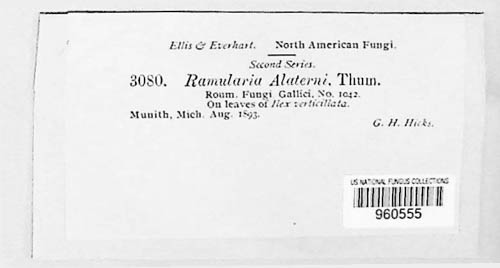 Ellis & Everhart. North American Fungi.
Second Series.
3080. Ramularia Alaterni, Thum.
Roum. Fungi Gallici, No. 1042.
On leaves of Ilex verticillata.
Munith, Mich. Aug. 1893.
G. H. Hicks.
US NATIONAL FUNGUS COLLECTIONS
960555